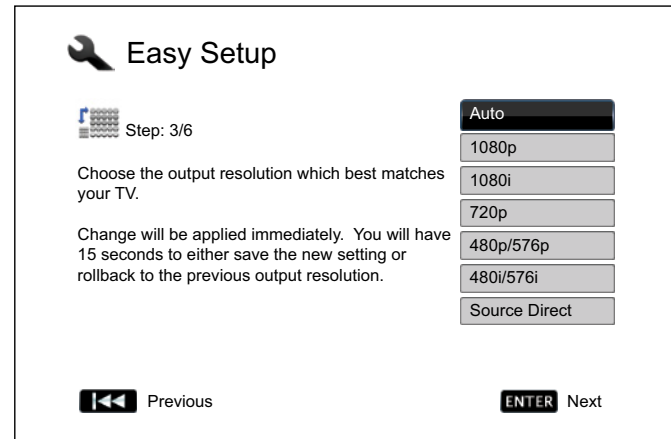 Easy Setup
Step: 3/6
Choose the output resolution which best matches
your TV.
Change will be applied immediately.  You will have
15 seconds to either save the new setting or
rollback to the previous output resolution.
Auto
1080p
1080i
720p
480p/576p
480i/576i
Source Direct
Previous
ENTER Next